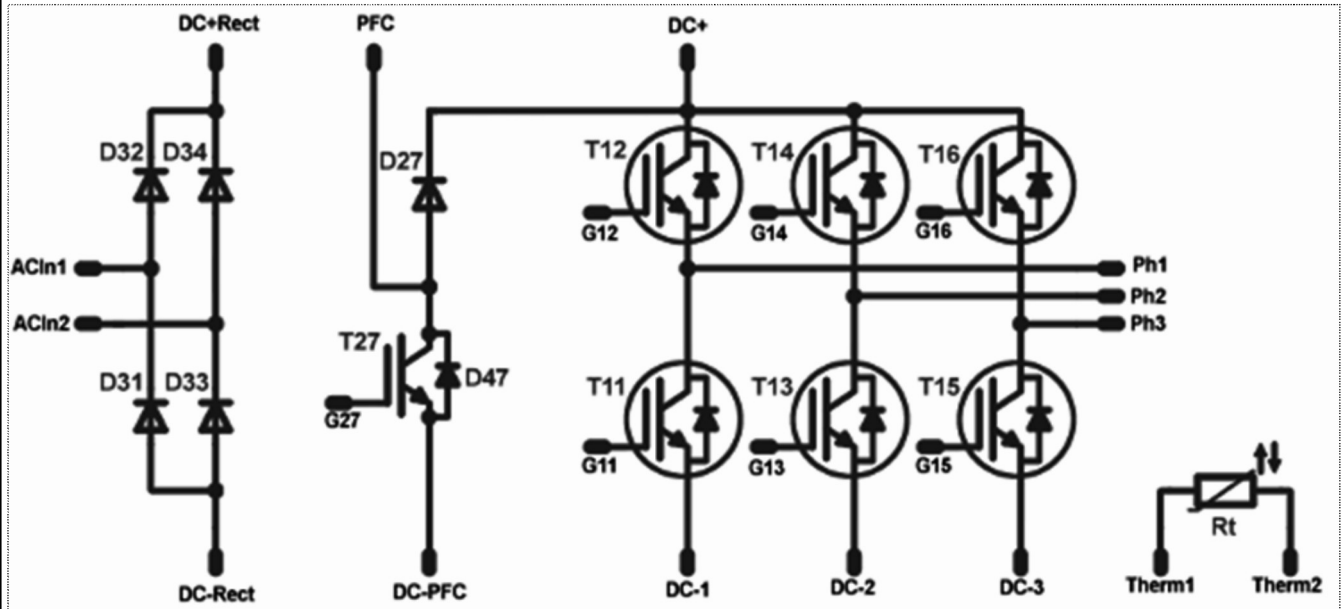 DC+Rect
PFC
DC+
D32
D34
D27
T12
T14
T16
G12
G14
G16
ACIn1
Ph1
Ph2
ACIn2
Ph3
T27
D31
D33
D47
T11
T13
T15
G27
G11
G13
G15
Rt
DC-Rect
DC-PFC
DC-1
DC-2
DC-3
Therm1
Therm2